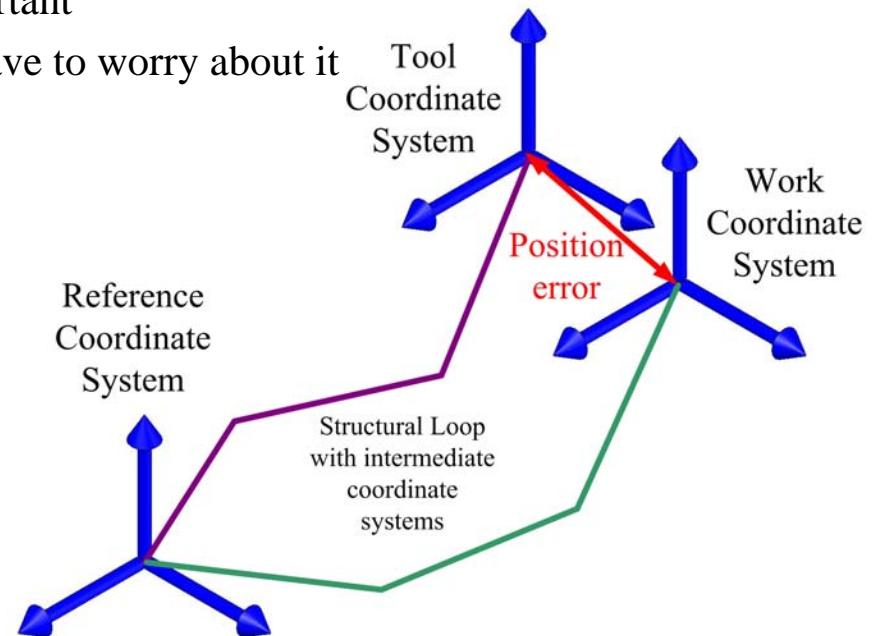 ave to worry about it
Tool
Coordinate
System
Work
Coordinate
System
Position
error
Reference
Coordinate
System
Structural Loop
with intermediate
coordinate
systems